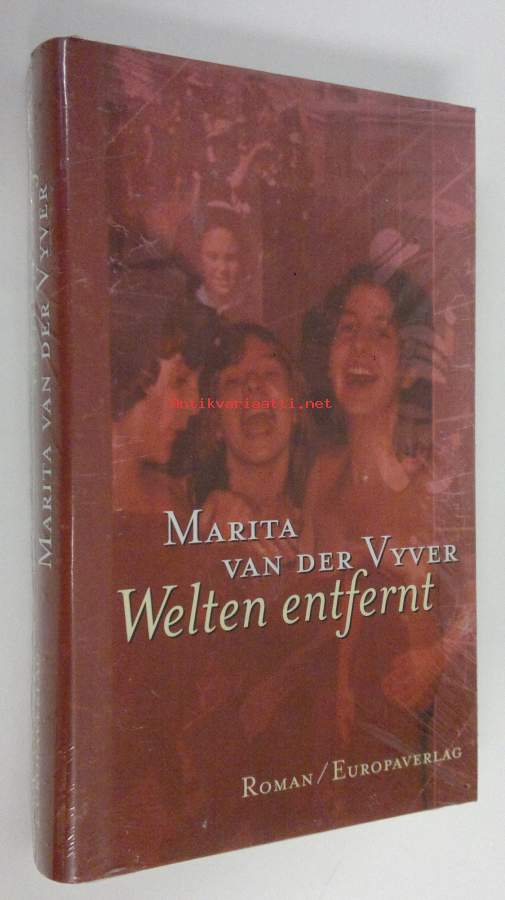 MARITA VAN DER VYVER
Antikvariaatti.net
MARITA
VAN DER VYVER
Welten entfernt
ROMAN / EUROPAVERLAG